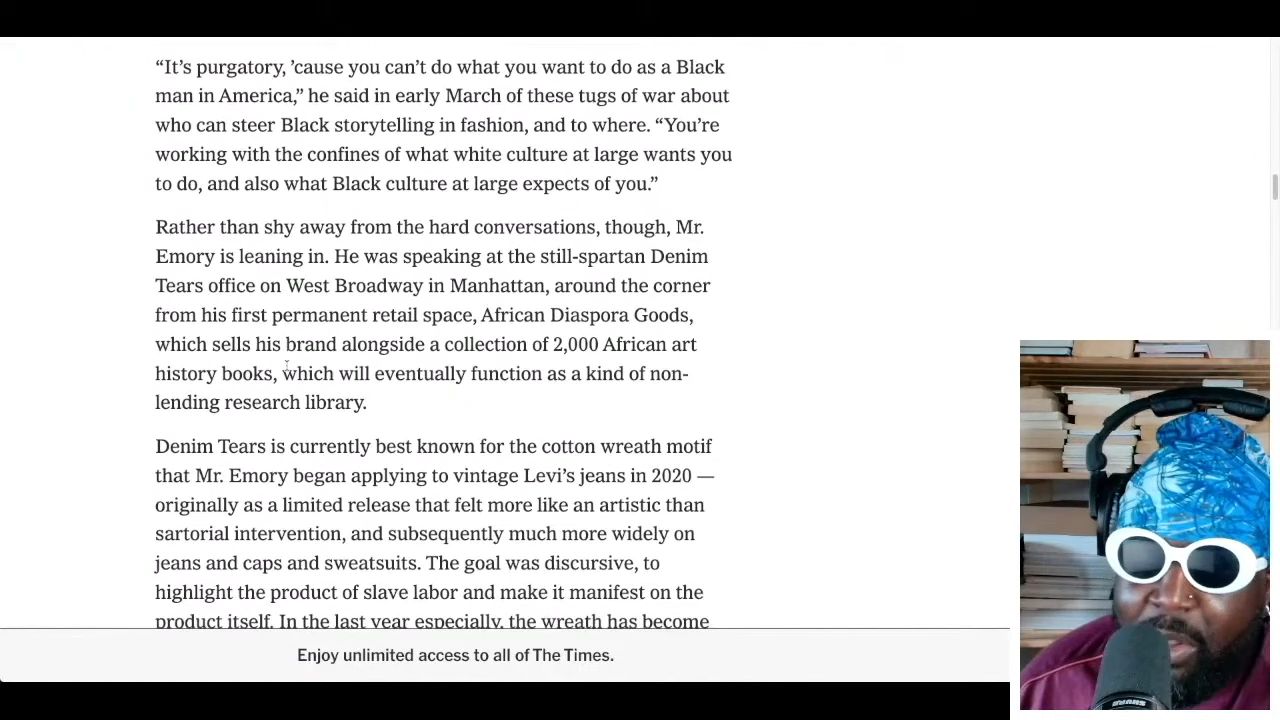 “It’s purgatory, ’cause you can’t do what you want to do as a Black
man in America,” he said in early March of these tugs of war about
who can steer Black storytelling in fashion, and to where. “You’re
working with the confines of what white culture at large wants you
to do, and also what Black culture at large expects of you.”
Rather than shy away from the hard conversations, though, Mr.
Emory is leaning in. He was speaking at the still-spartan Denim
Tears office on West Broadway in Manhattan, around the corner
from his first permanent retail space, African Diaspora Goods,
which sells his brand alongside a collection of 2,000 African art
history books, which will eventually function as a kind of non-
lending research library.
Denim Tears is currently best known for the cotton wreath motif
that Mr. Emory began applying to vintage Levi’s jeans in 2020 —
originally as a limited release that felt more like an artistic than
sartorial intervention, and subsequently much more widely on
jeans and caps and sweatsuits. The goal was discursive, to
highlight the product of slave labor and make it manifest on the
product itself. In the last year especially, the wreath has become
Enjoy unlimited access to all of The Times.
SHURE